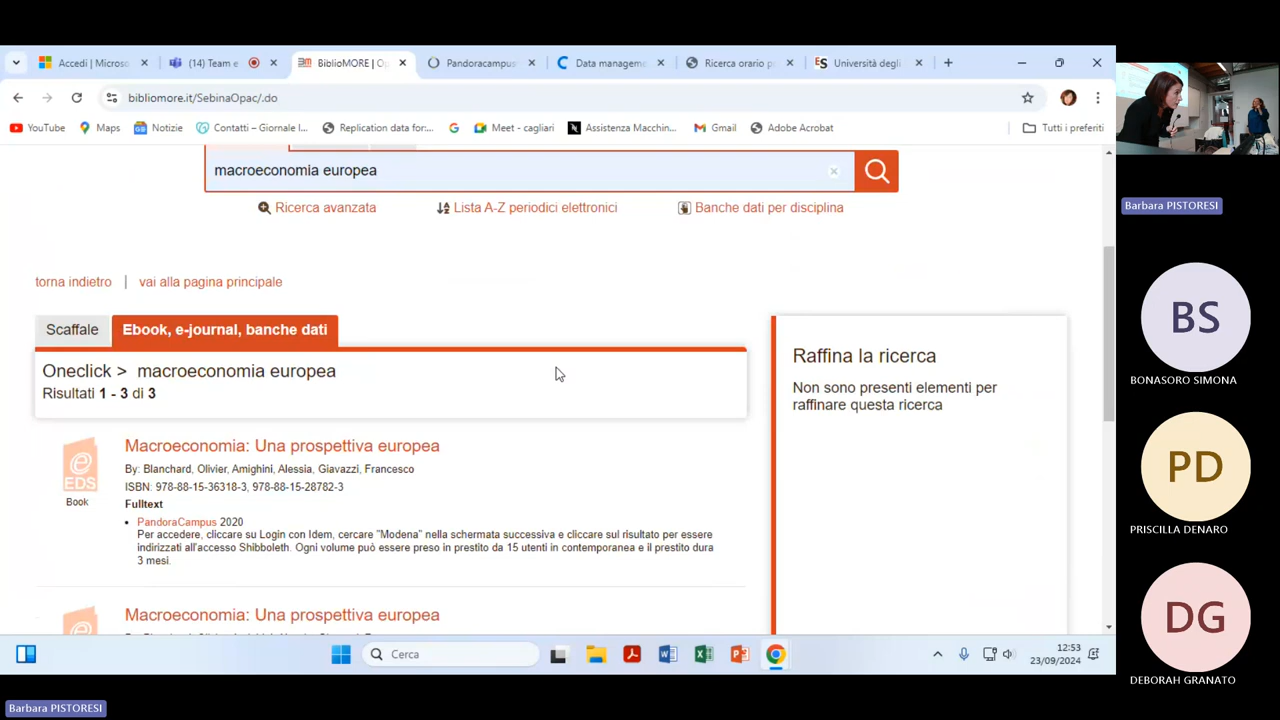 Accedi | Microso
(14) Team e
BiblioMORE | Op
Pandoracampus
Data managem
Ricerca orario p
Università degl
bibliomore.it/SebinaOpac/.do
YouTube
Maps
Notizie
Contatti – Giornale I...
Replication data for:...
Meet - cagliari
Assistenza Macchin...
Gmail
Adobe Acrobat
Tutti i preferiti
macroeconomia europea
Ricerca avanzata
Lista A-Z periodici elettronici
Banche dati per disciplina
torna indietro | vai alla pagina principale
Scaffale
Ebook, e-journal, banche dati
Oneclick > macroeconomia europea
Risultati 1 - 3 di 3
Raffina la ricerca
Non sono presenti elementi per
raffinare questa ricerca
e
EDS
Book
Macroeconomia: Una prospettiva europea
By: Blanchard, Olivier, Amighini, Alessia, Giavazzi, Francesco
ISBN: 978-88-15-36318-3, 978-88-15-28782-3
Fulltext
• PandoraCampus 2020
Per accedere, cliccare su Login con Idem, cercare "Modena" nella schermata successiva e cliccare sul risultato per essere
indirizzati all'accesso Shibboleth. Ogni volume può essere preso in prestito da 15 utenti in contemporanea e il prestito dura
3 mesi.
Macroeconomia: Una prospettiva europea
Cerca
12:53
23/09/2024
Barbara PISTORESI
Barbara PISTORESI
BS
BONASORO SIMONA
PD
PRISCILLA DENARO
DG
DEBORAH GRANATO